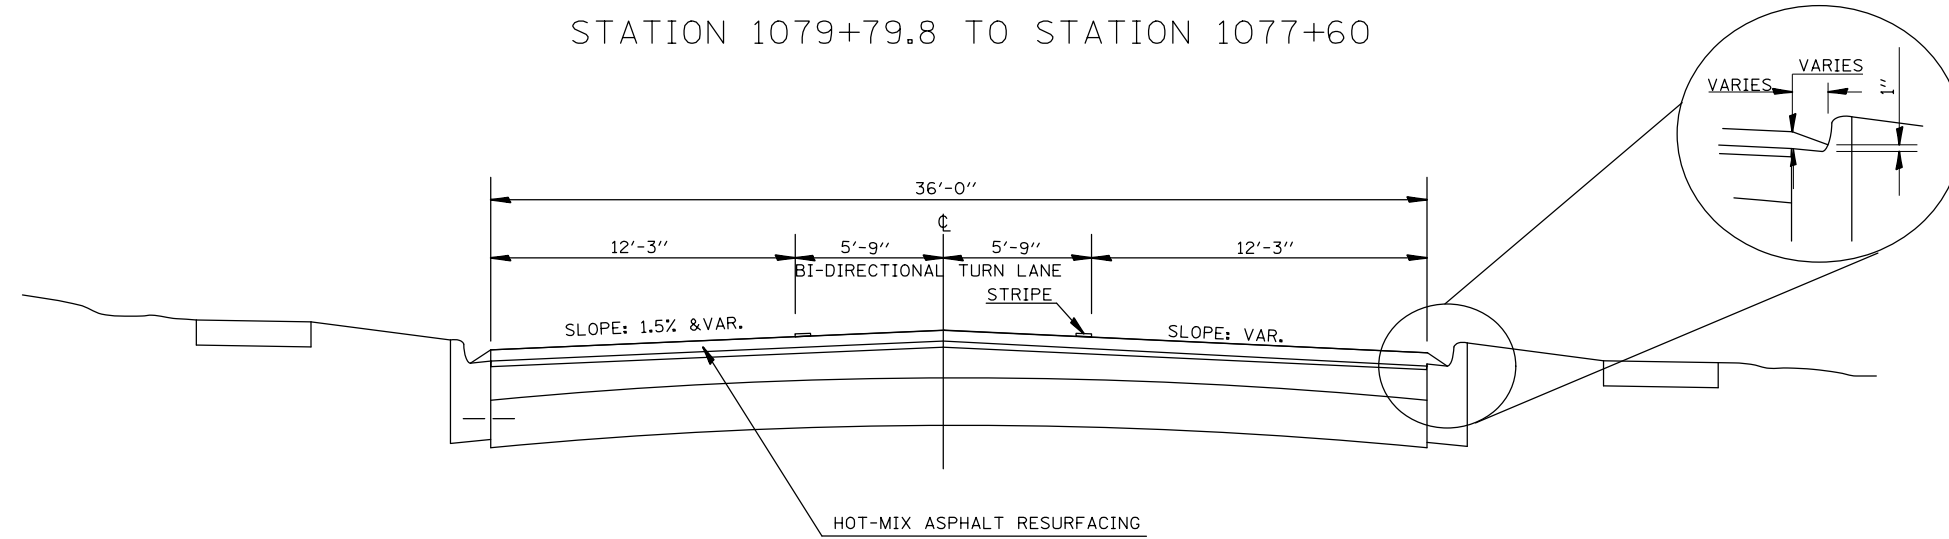 STATION 1079+79.8 TO STATION 1077+60
VARIES
VARIES
1''
36'-0''
℄
12'-3''
5'-9''
5'-9''
12'-3''
BI-DIRECTIONAL TURN LANE
STRIPE
SLOPE: 1.5% &VAR.
SLOPE: VAR.
HOT-MIX ASPHALT RESURFACING